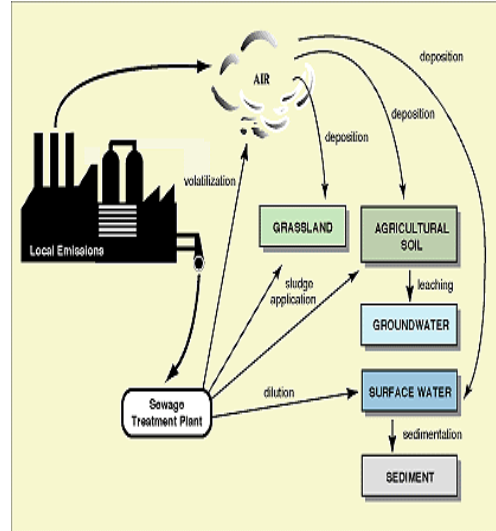 deposition
AIR
deposition
deposition
volatilization
GRASSLAND
AGRICULTURAL
SOIL
Local Emissions
sludge
application
leaching
GROUNDWATER
Sewage
Treatment Plant
dilution
SURFACE WATER
sedimentation
SEDIMENT